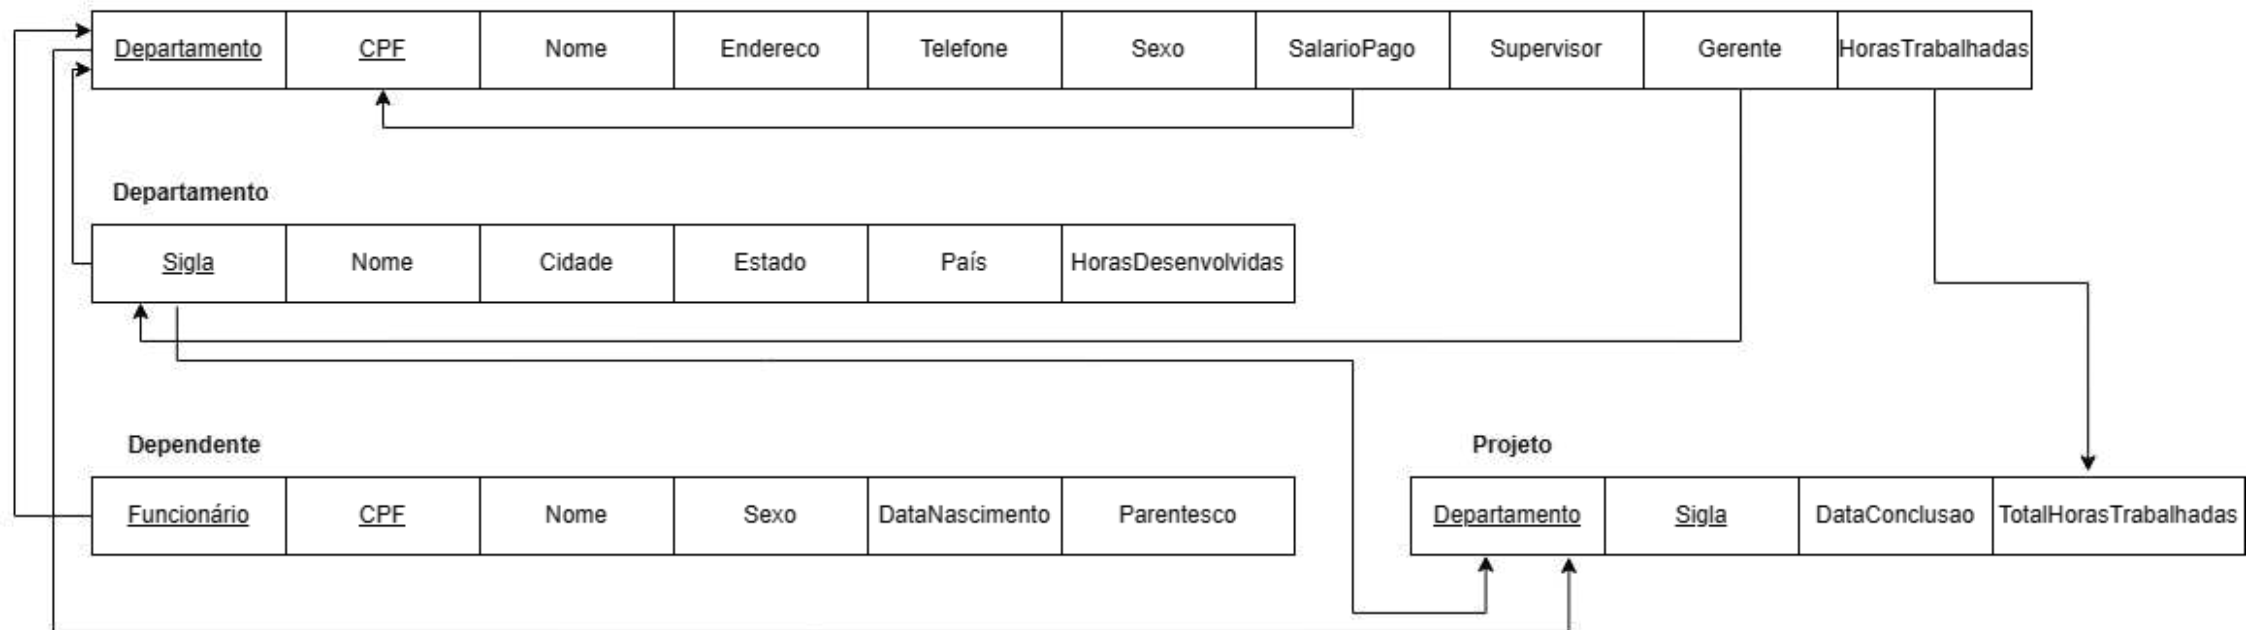 Departamento CPF Nome Endereco Telefone Sexo SalarioPago Supervisor Gerente HorasTrabalhadas
Departamento
Sigla Nome Cidade Estado País HorasDesenvolvidas
Dependente
Funcionário CPF Nome Sexo DataNascimento Parentesco
Projeto
Departamento Sigla DataConclusao TotalHorasTrabalhadas